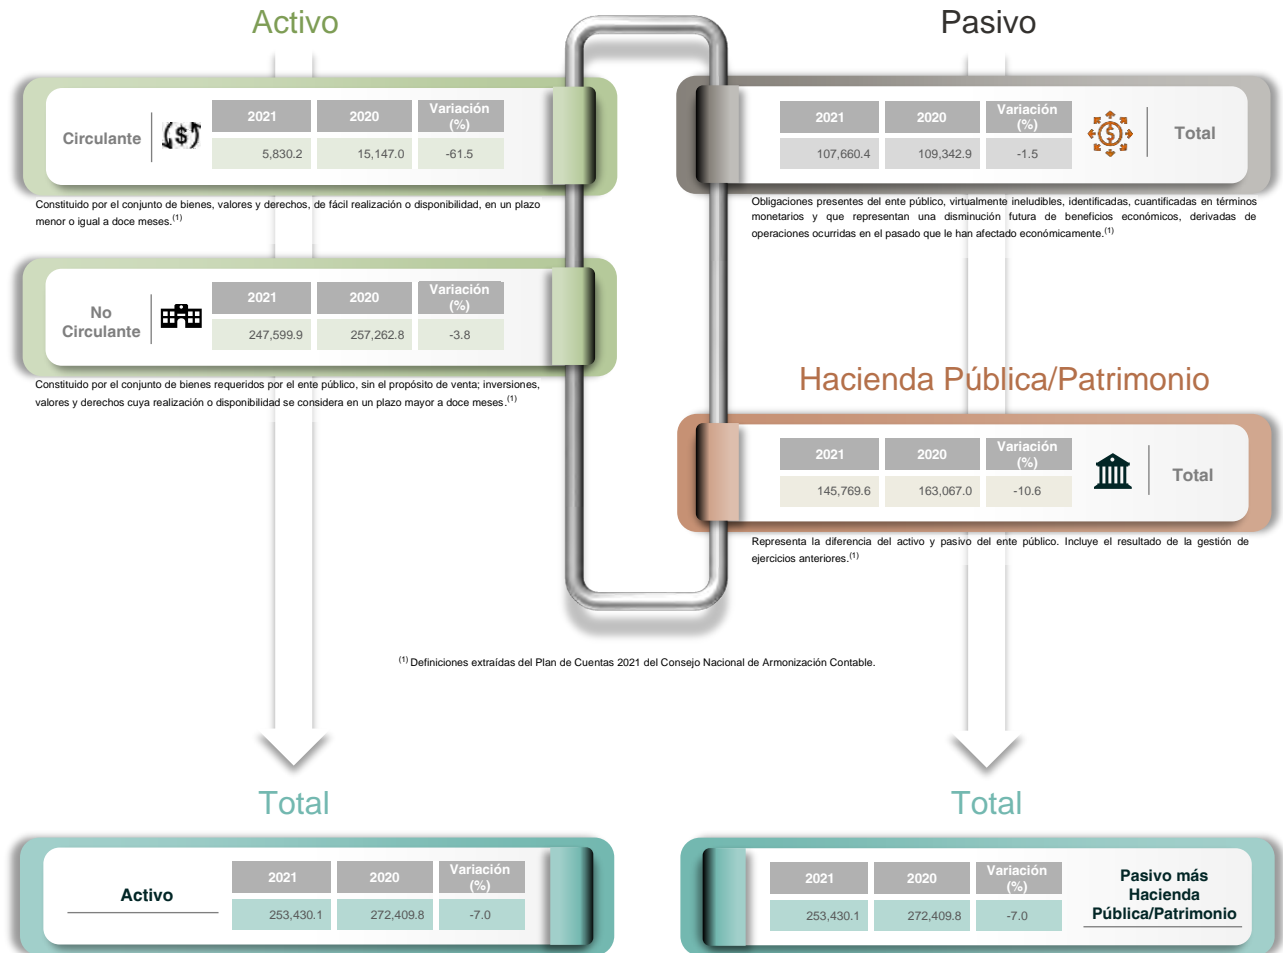 Activo
Circulante
2021 2020 Variación (%)
5,830.2 15,147.0 -61.5
Constituido por el conjunto de bienes, valores y derechos, de fácil realización o disponibilidad, en un plazo
menor o igual a doce meses.(1)
No Circulante
2021 2020 Variación (%)
247,599.9 257,262.8 -3.8
Constituido por el conjunto de bienes requeridos por el ente público, sin el propósito de venta; inversiones,
valores y derechos cuya realización o disponibilidad se considera en un plazo mayor a doce meses.(1)
Pasivo
2021 2020 Variación (%)
107,660.4 109,342.9 -1.5
Total
Obligaciones presentes del ente público, virtualmente ineludibles, identificadas, cuantificadas en términos
monetarios y que representan una disminución futura de beneficios económicos, derivadas de
operaciones ocurridas en el pasado que le han afectado económicamente.(1)
Hacienda Pública/Patrimonio
2021 2020 Variación (%)
145,769.6 163,067.0 -10.6
Total
Representa la diferencia del activo y pasivo del ente público. Incluye el resultado de la gestión de
ejercicios anteriores.(1)
(1) Definiciones extraídas del Plan de Cuentas 2021 del Consejo Nacional de Armonización Contable.
Total
Activo
2021 2020 Variación (%)
253,430.1 272,409.8 -7.0
Total
2021 2020 Variación (%)
253,430.1 272,409.8 -7.0
Pasivo más
Hacienda
Pública/Patrimonio